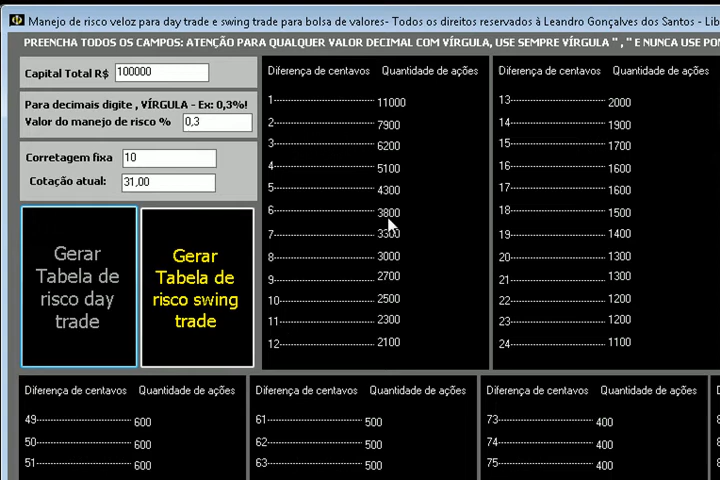 Manejo de risco veloz para day trade e swing trade para bolsa de valores- Todos os direitos reservados à Leandro Gonçalves dos Santos - Lib
PREENCHA TODOS OS CAMPOS: ATENÇÃO PARA QUALQUER VALOR DECIMAL COM VÍRGULA, USE SEMPRE VÍRGULA " , " E NUNCA USE PON
Capital Total R$ 100000
Para decimais digite , VÍRGULA - Ex: 0,3%!
Valor do manejo de risco % 0,3
Corretagem fixa 10
Cotação atual: 31,00
Gerar
Tabela de
risco day
trade
Gerar
Tabela de
risco swing
trade
Diferença de centavos Quantidade de ações
1 11000
2 7900
3 6200
4 5100
5 4300
6 3800
7 3300
8 3000
9 2700
10 2500
11 2300
12 2100
Diferença de centavos Quantidade de ações
13 2000
14 1900
15 1700
16 1600
17 1600
18 1500
19 1400
20 1300
21 1300
22 1200
23 1200
24 1100
Diferença de centavos Quantidade de ações
49 600
50 600
51 600
Diferença de centavos Quantidade de ações
61 500
62 500
63 500
Diferença de centavos Quantidade de ações
73 400
74 400
75 400